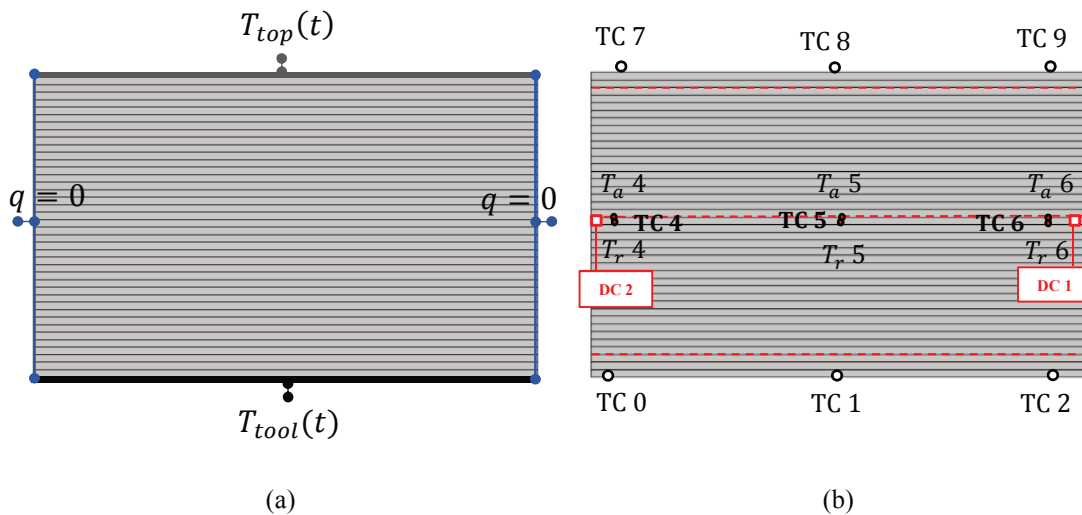 T_top(t)
q = 0
q = 0
T_tool(t)
(a)
TC 7
TC 8
TC 9
T_a 4
T_a 5
T_a 6
TC 4
TC 5
TC 6
T_r 4
T_r 5
T_r 6
DC 2
DC 1
TC 0
TC 1
TC 2
(b)